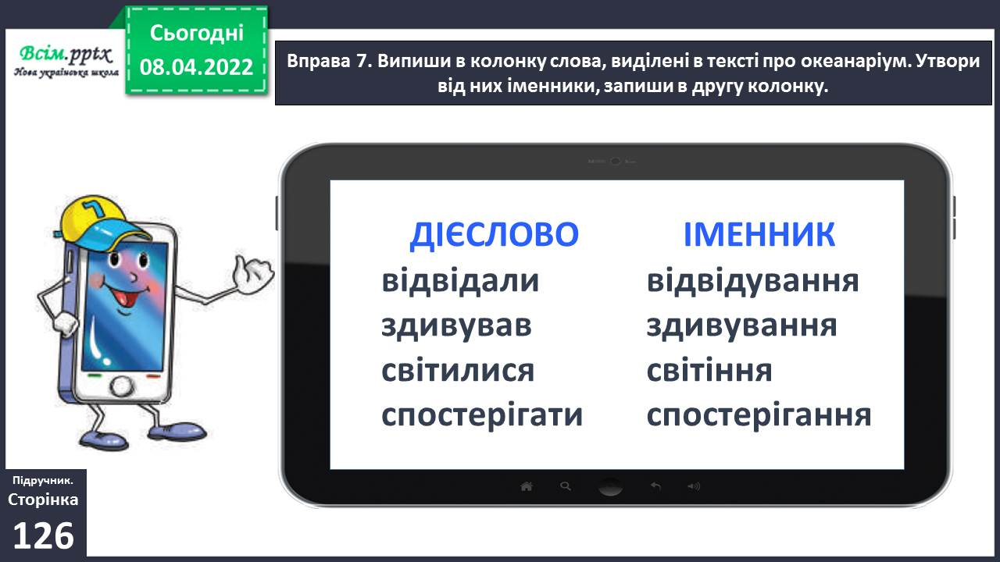 Сьогодні
08.04.2022
Всім.pptx
Нова українська школа
Вправа 7. Випиши в колонку слова, виділені в тексті про океанаріум. Утвори
від них іменники, запиши в другу колонку.
ДІЄСЛОВО ІМЕННИК
відвідали відвідування
здивував здивування
світилися світіння
спостерігати спостерігання
Підручник.
Сторінка
126